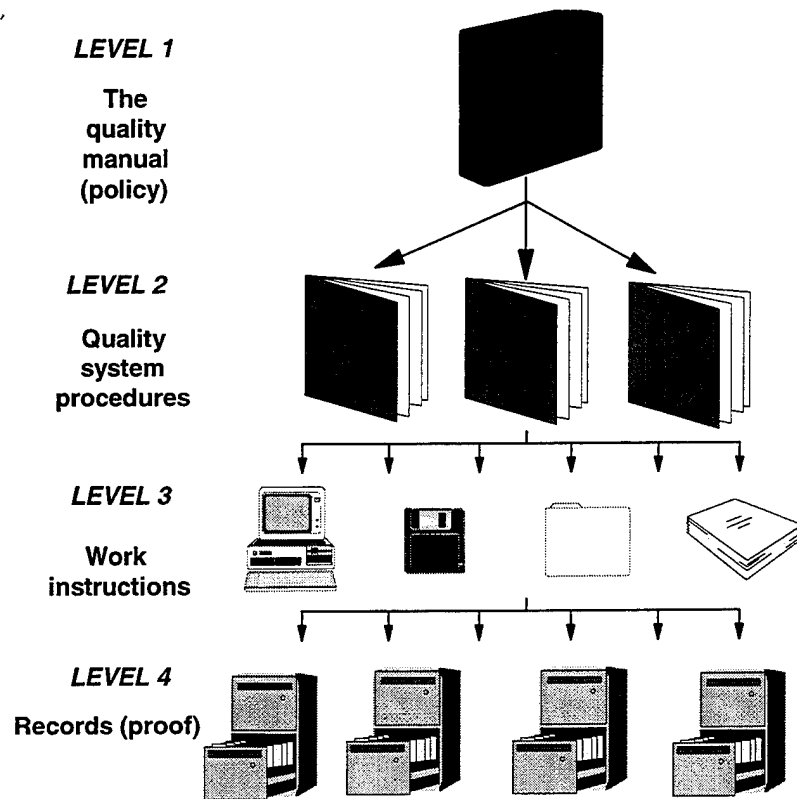 LEVEL 1
The
quality
manual
(policy)
LEVEL 2
Quality
system
procedures
LEVEL 3
Work
instructions
LEVEL 4
Records (proof)